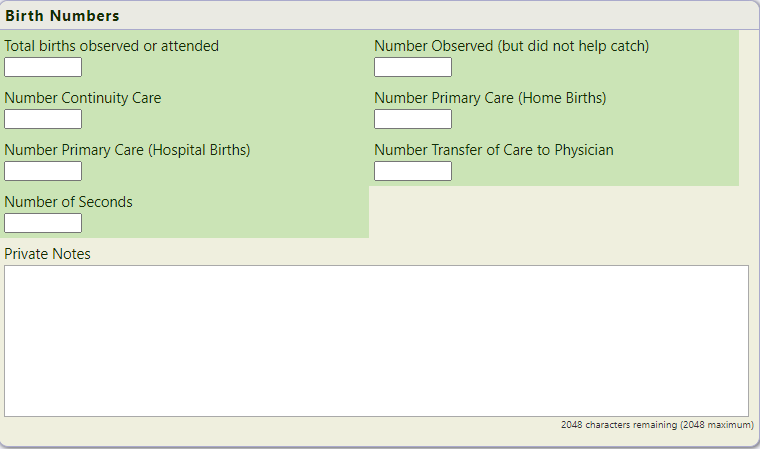 Birth Numbers
Total births observed or attended
Number Observed (but did not help catch)
Number Continuity Care
Number Primary Care (Home Births)
Number Primary Care (Hospital Births)
Number Transfer of Care to Physician
Number of Seconds
Private Notes
2048 characters remaining (2048 maximum)